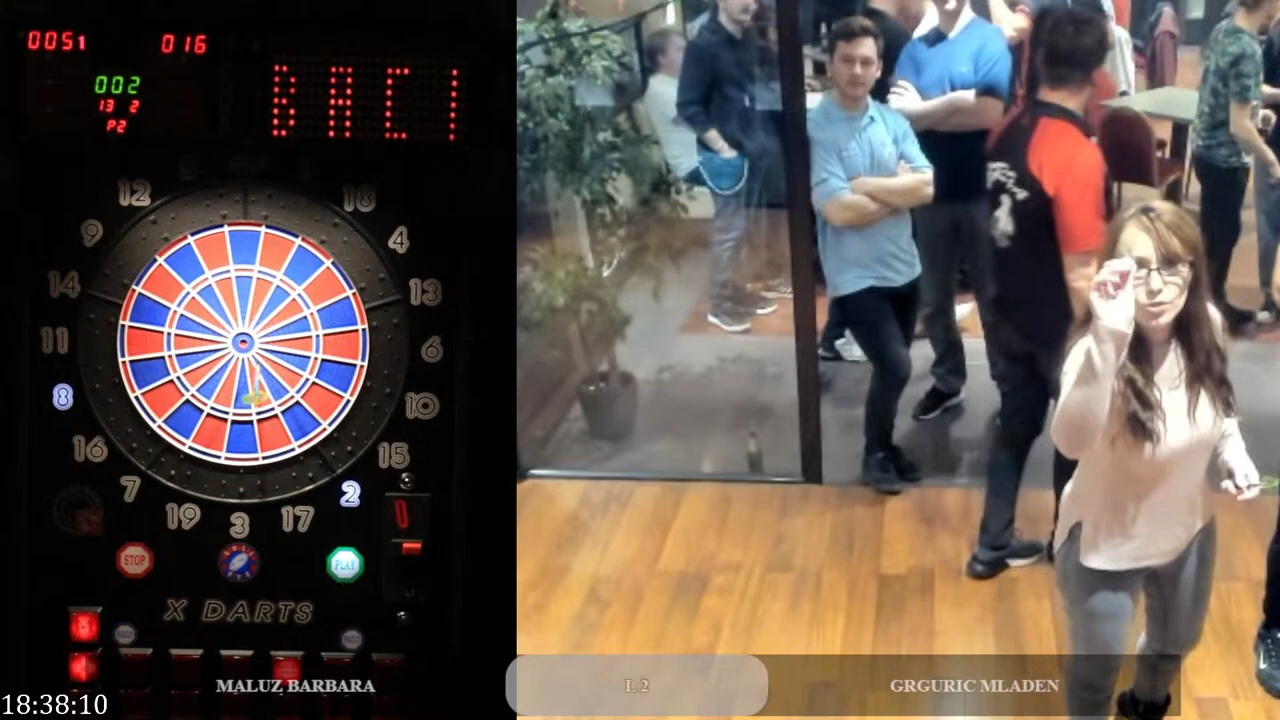 0051 016
002
13 2
P2
BACI
12 18
9 4
14 13
11 6
8 10
16 15
7 2
19 3 17
STOP
PLAY
X DARTS
MALUZ BARBARA L 2 GRGURIC MLADEN
18:38:10